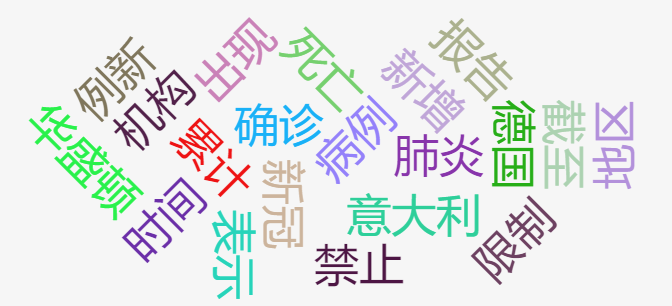 例新
机构
出现
死亡
新增
报告
华盛顿
累计
确诊
病例
肺炎
德国
截至
社区
时间
表示
新冠
意大利
禁止
限制